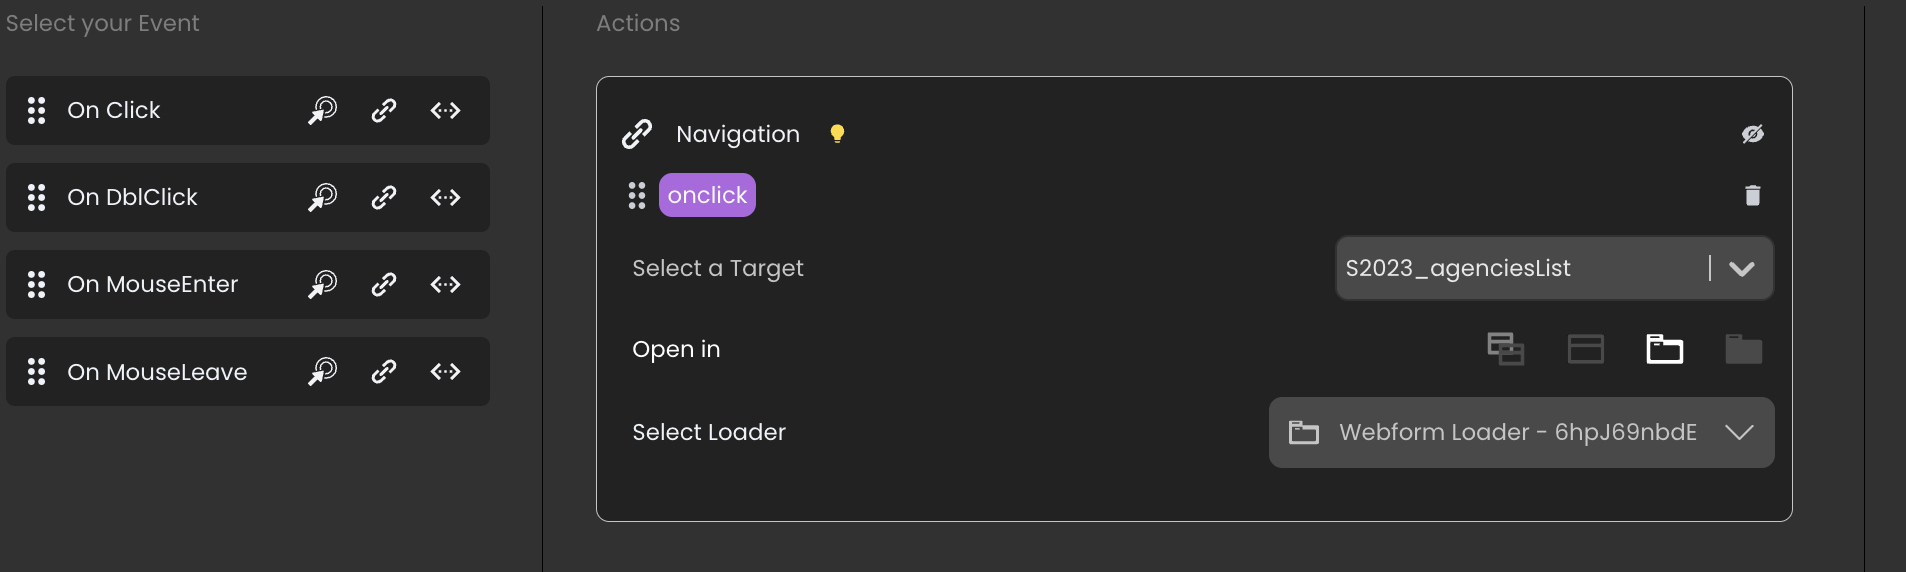 Select your Event
On Click
On DblClick
On MouseEnter
On MouseLeave
Actions
Navigation
onclick
Select a Target
S2023_agenciesList
Open in
Select Loader
Webform Loader - 6hpJ69nbdE